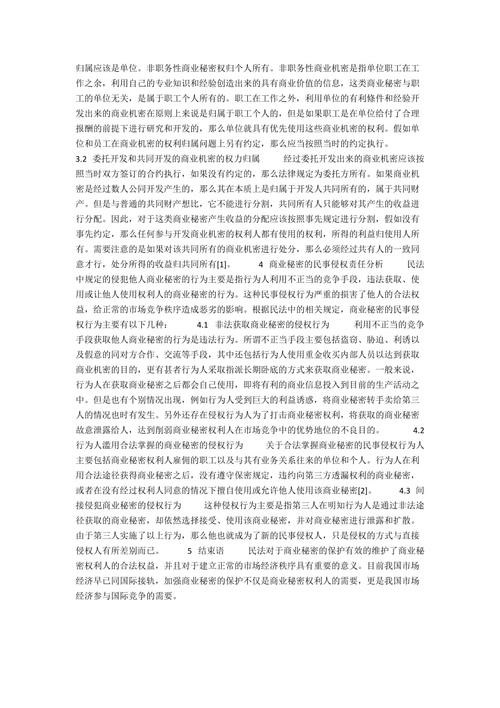 归属应该是单位。非职务性商业秘密权归个人所有。非职务性商业机密是指单位职工在工
作之余，利用自己的专业知识和经验创造出来的具有商业价值的信息，这类商业秘密与职
工的单位无关，是属于职工个人所有的。职工在工作之外，利用单位的有利條件和经验开
发出来的商业机密在原则上来说是归属于职工个人的，但是如果职工是在单位给付了合理
报酬的前提下进行研究和开发的，那么单位就具有优先使用这些商业机密的权利。假如单
位和员工在商业机密的权利归属问题上另有约定，那么应当按照当时的约定执行。
3.2 委托开发和共同开发的商业机密的权力归属 经过委托开发出来的商业机密应该按
照当时双方签订的合约执行，如果没有约定的，那么法律规定为委托方所有。如果商业机
密是经过数人公同开发产生的，那么其在本质上是归属于开发人共同所有的，属于共同财
产。但是与普通的共同财产想比，它不能进行分割，共同所有人只能够对其产生的收益进
行分配。因此，对于这类商业秘密产生收益的分配应该按照事先规定进行分割，假如没有
事先约定，那么任何参与开发商业机密的权利人都有使用的权利，所得的利益归使用人所
有。需要注意的是如果对该共同所有的商业机密进行处分，那么必须经过共有人的一致同
意才行，处分所得的收益归共同所有[1]。 4 商业秘密的民事侵权责任分析 民法
中规定的侵犯他人商业秘密的行为主要是指行为人利用不正当的竞争手段，违法获取、使
用或让他人使用权利人的商业秘密的行为。这种民事侵权行为严重的损害了他人的合法权
益，给正常的市场竞争秩序造成恶劣的影响。根据民法中的相关规定，商业秘密的民事侵
权行为主要有以下几种： 4.1 非法获取商业秘密的侵权行为 利用不正当的竞争
手段获取他人商业秘密的行为是违法行为。所谓不正当手段主要包括盗窃、胁迫、利诱以
及假意的同对方合作、交流等手段，其中还包括行为人使用重金收买内部人员以达到获取
商业机密的目的，更有甚者行为人采取指派长期卧底的方式来获取商业秘密。一般来说，
行为人在获取商业秘密之后都会自己使用，即将有利的商业信息投入到目前的生产活动之
中。但是也有个别情况出现，例如行为人受到巨大的利益诱惑，将商业秘密转手卖给第三
人的情况也时有发生。另外还存在侵权行为人为了打击商业秘密权利，将获取的商业秘密
故意泄露给人，达到削弱商业秘密权利人在市场竞争中的优势地位的不良目的。 4.2
行为人滥用合法掌握的商业秘密的侵权行为 关于合法掌握商业秘密的民事侵权行为人
主要包括商业秘密权利人雇佣的职工以及与其有业务关系往来的单位和个人。行为人在利
用合法途径获得商业秘密之后，没有遵守保密规定，违约向第三方透漏权利的商业秘密，
或者在没有经过权利人同意的情况下擅自使用或允许他人使用该商业秘密[2]。 4.3 间
接侵犯商业秘密的侵权行为 这种侵权行为主要是指第三人在明知行为人是通过非法途
径获取的商业秘密，却依然选择接受、使用该商业秘密，并对商业秘密进行泄露和扩散。
由于第三人实施了以上行为，那么他也就成为了新的民事侵权人，只是侵权的方式与直接
侵权人有所差别而已。 5 结束语 民法对于商业秘密的保护有效的维护了商业秘
密权利人的合法权益，并且对于建立正常的市场经济秩序具有重要的意义。目前我国市场
经济早已同国际接轨，加强商业秘密的保护不仅是商业秘密权利人的需要，更是我国市场
经济参与国际竞争的需要。